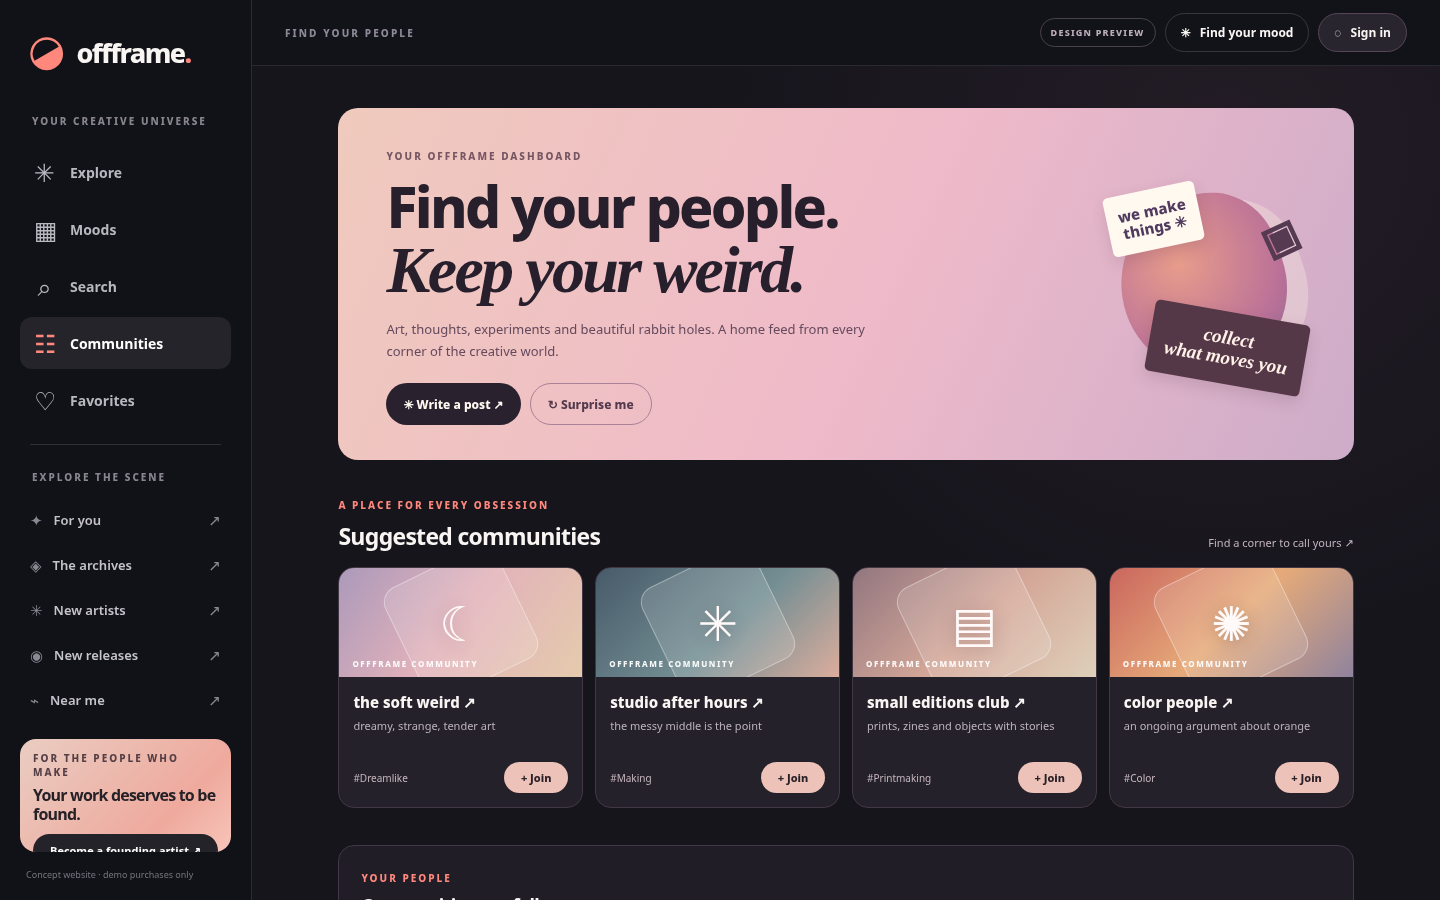 offframe.
YOUR CREATIVE UNIVERSE
Explore
Moods
Search
Communities
Favorites
EXPLORE THE SCENE
For you ↗
The archives ↗
New artists ↗
New releases ↗
Near me ↗
FOR THE PEOPLE WHO
MAKE
Your work deserves to be
found.
Become a founding artist ↗
Concept website · demo purchases only
FIND YOUR PEOPLE
DESIGN PREVIEW
Find your mood
Sign in
YOUR OFFFRAME DASHBOARD
Find your people.
Keep your weird.
Art, thoughts, experiments and beautiful rabbit holes. A home feed from every
corner of the creative world.
✳ Write a post ↗
↻ Surprise me
we make
things ✳
collect
what moves you
A PLACE FOR EVERY OBSESSION
Suggested communities
Find a corner to call yours ↗
OFFFRAME COMMUNITY
the soft weird ↗
dreamy, strange, tender art
#Dreamlike
+ Join
OFFFRAME COMMUNITY
studio after hours ↗
the messy middle is the point
#Making
+ Join
OFFFRAME COMMUNITY
small editions club ↗
prints, zines and objects with stories
#Printmaking
+ Join
OFFFRAME COMMUNITY
color people ↗
an ongoing argument about orange
#Color
+ Join
YOUR PEOPLE